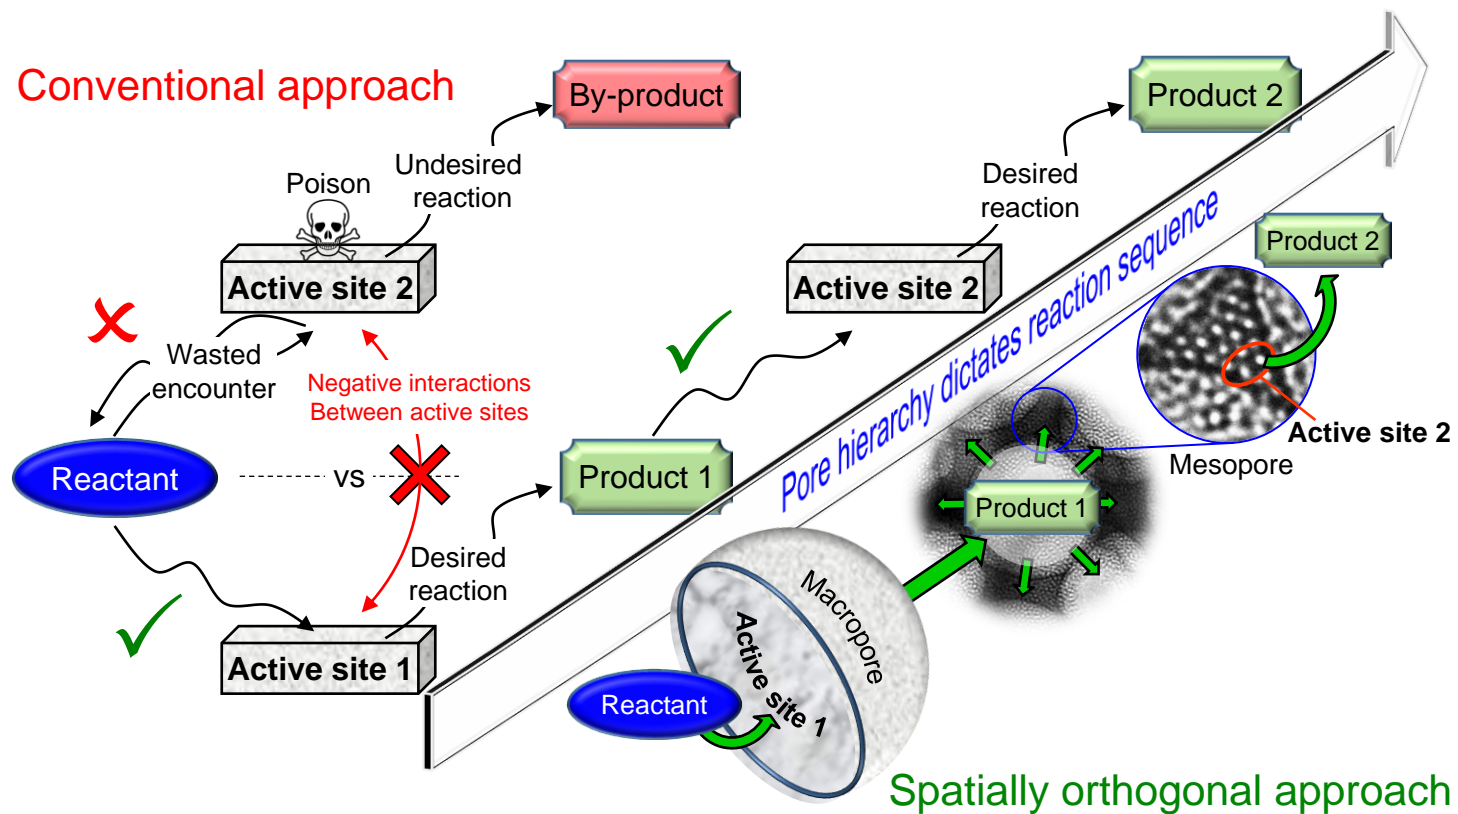 Conventional approach
By-product
Product 2
Undesired
reaction
Poison
Active site 2
Wasted
encounter
Negative interactions
Between active sites
Reactant
vs
Desired
reaction
Active site 1
Product 1
Active site 2
Desired
reaction
Pore hierarchy dictates reaction sequence
Product 2
Active site 2
Mesopore
Product 1
Macropore
Active site 1
Reactant
Spatially orthogonal approach